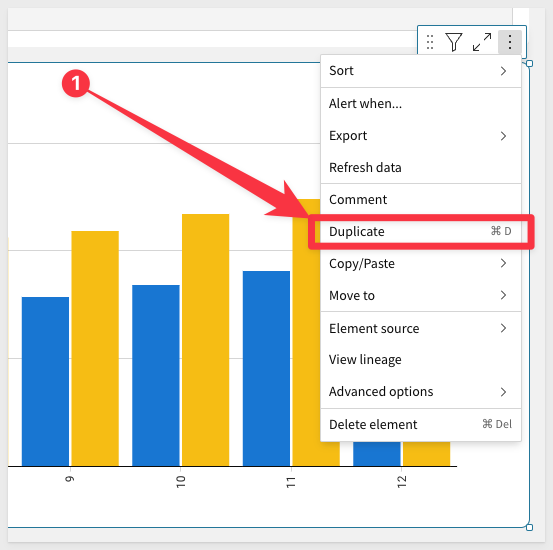 1
Sort
Alert when...
Export
Refresh data
Comment
Duplicate ⌘ D
Copy/Paste
Move to
Element source
View lineage
Advanced options
Delete element ⌘ Del
9 10 11 12